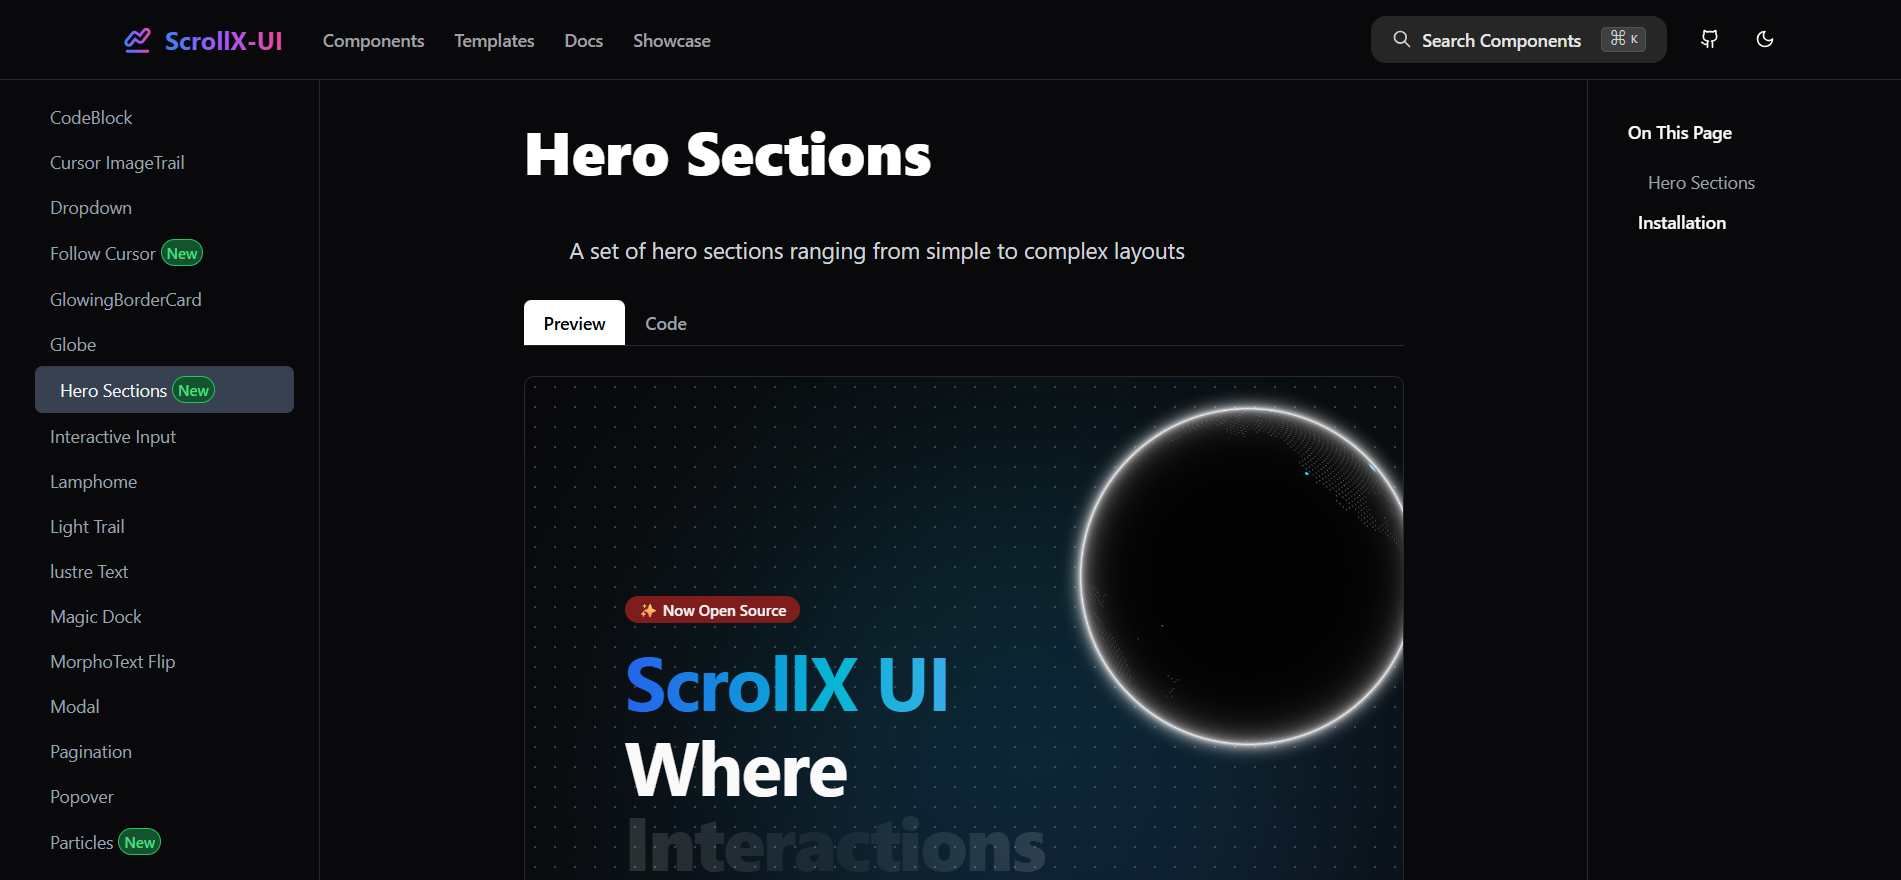 ScrollX-UI
Components
Templates
Docs
Showcase
Search Components
⌘ K
CodeBlock
Cursor ImageTrail
Dropdown
Follow Cursor New
GlowingBorderCard
Globe
Hero Sections New
Interactive Input
Lamphome
Light Trail
lustre Text
Magic Dock
MorphoText Flip
Modal
Pagination
Popover
Particles New
Hero Sections
A set of hero sections ranging from simple to complex layouts
Preview
Code
✨ Now Open Source
ScrollX UI
Where
Interactions
On This Page
Hero Sections
Installation